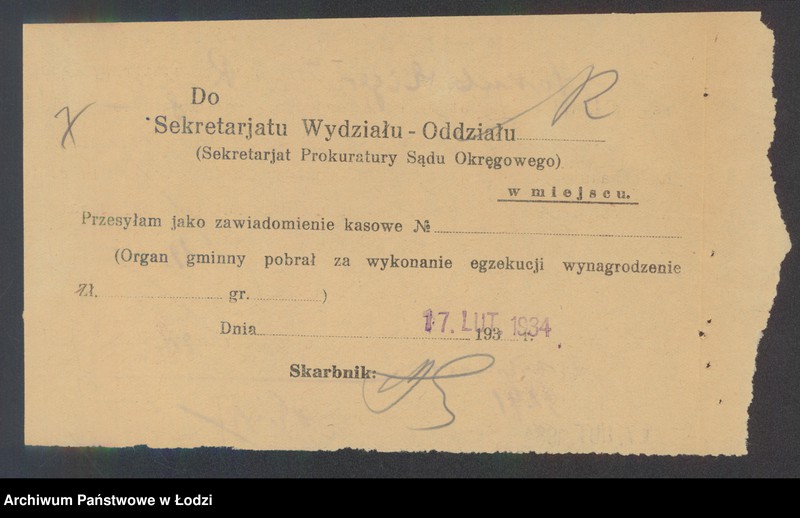 Do
R
Sekretarjatu Wydziału - Oddziału
(Sekretarjat Prokuratury Sądu Okręgowego)
w miejscu.
Przesyłam jako zawiadomienie kasowe №
(Organ gminny pobrał za wykonanie egzekucji wynagrodzenie
Zł. gr. )
Dnia 17. LUT. 1934 193 r.
Skarbnik:
Archiwum Państwowe w Łodzi